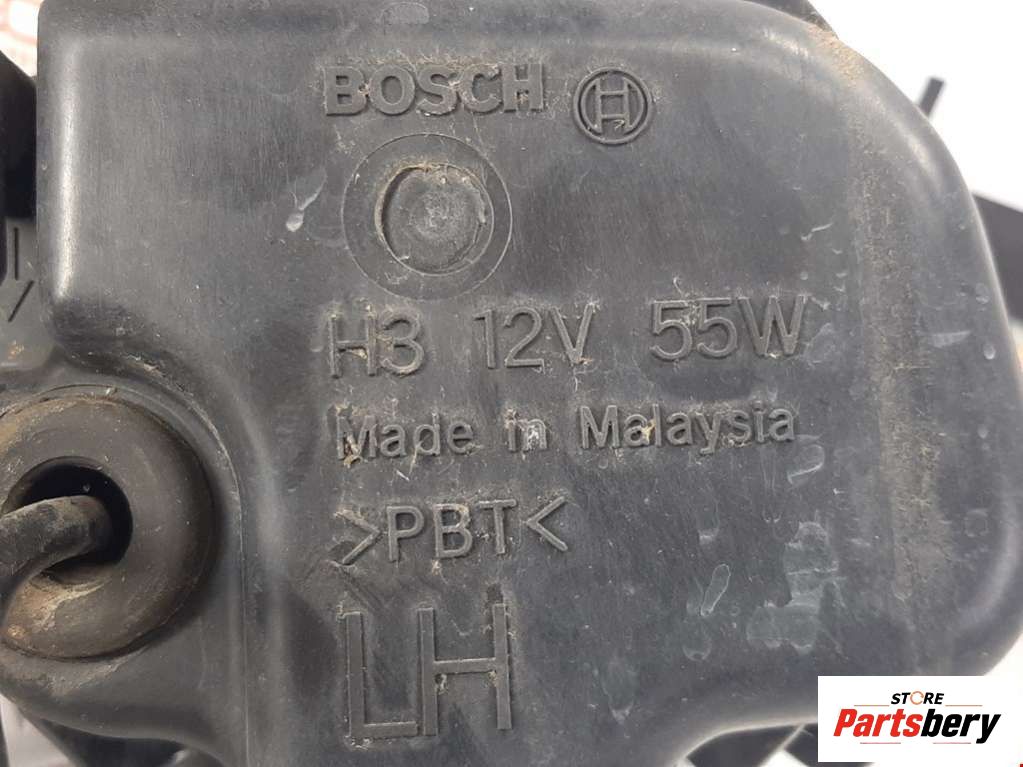 BOSCH
H3 12V 55W
Made in Malaysia
>PBT<
LH
STORE
Partsbery